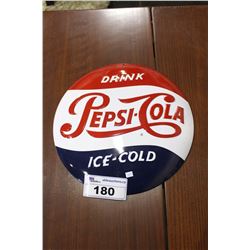 DRINK
PEPSI-COLA
ICE-COLD
180